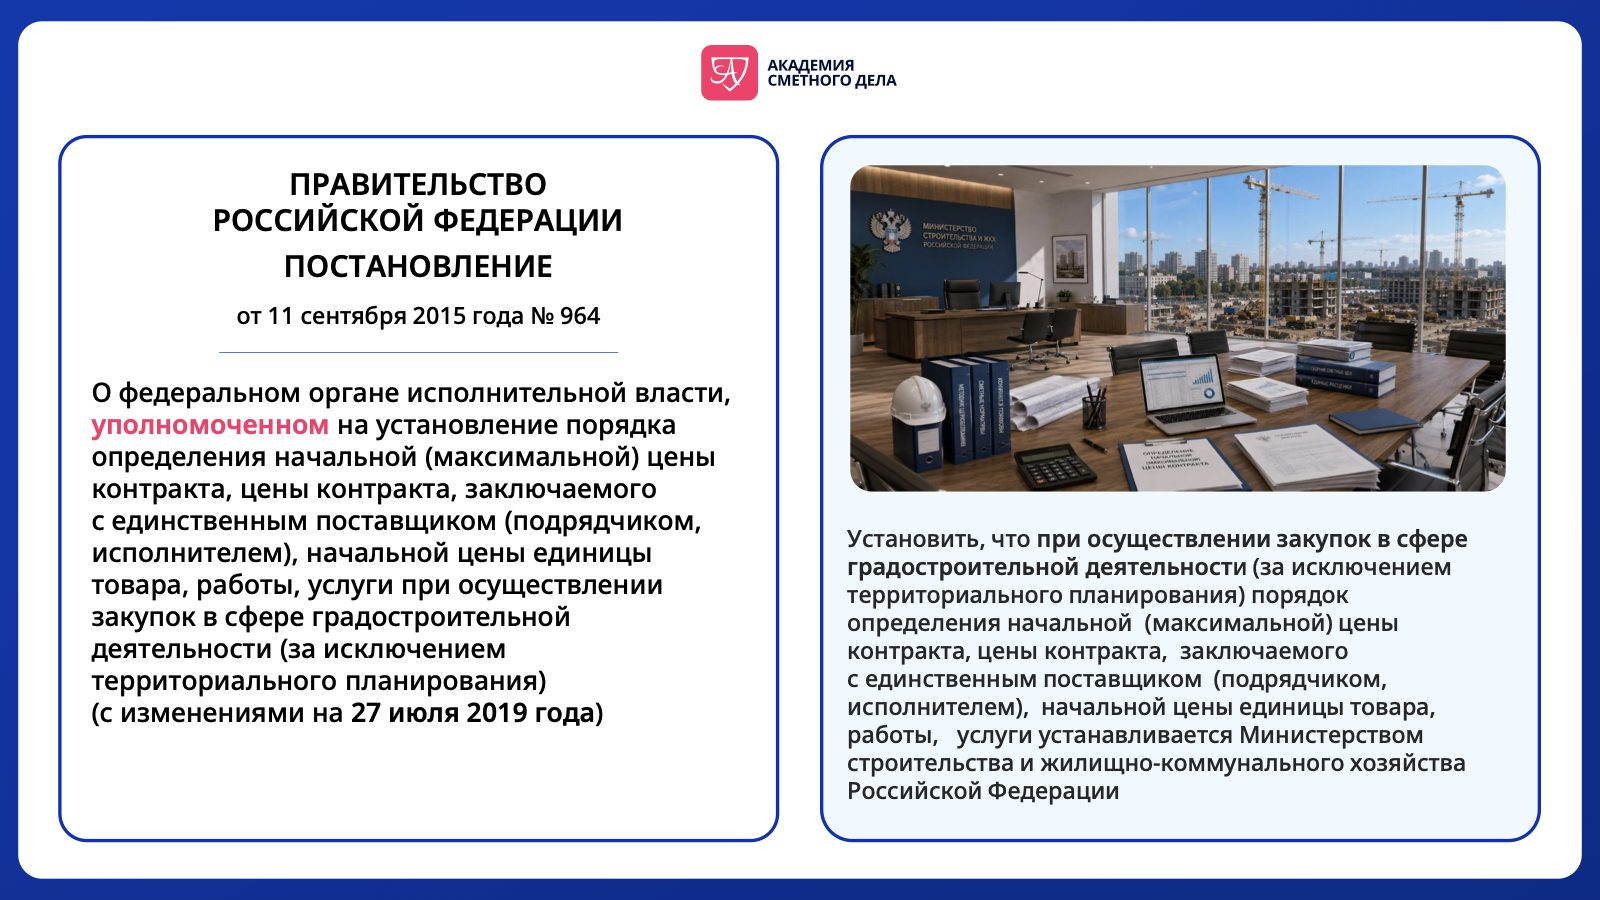 АКАДЕМИЯ
СМЕТНОГО ДЕЛА
ПРАВИТЕЛЬСТВО
РОССИЙСКОЙ ФЕДЕРАЦИИ
ПОСТАНОВЛЕНИЕ
от 11 сентября 2015 года № 964
О федеральном органе исполнительной власти,
уполномоченном на установление порядка
определения начальной (максимальной) цены
контракта, цены контракта, заключаемого
с единственным поставщиком (подрядчиком,
исполнителем), начальной цены единицы
товара, работы, услуги при осуществлении
закупок в сфере градостроительной
деятельности (за исключением
территориального планирования)
(с изменениями на 27 июля 2019 года)
МИНИСТЕРСТВО
СТРОИТЕЛЬСТВА И ЖКХ
РОССИЙСКОЙ ФЕДЕРАЦИИ
ОПРЕДЕЛЕНИЕ
НАЧАЛЬНОЙ
(МАКСИМАЛЬНОЙ)
ЦЕНЫ КОНТРАКТА
Установить, что при осуществлении закупок в сфере
градостроительной деятельности (за исключением
территориального планирования) порядок
определения начальной  (максимальной) цены
контракта, цены контракта,  заключаемого
с единственным поставщиком  (подрядчиком,
исполнителем),  начальной цены единицы товара,
работы,   услуги устанавливается Министерством
строительства и жилищно-коммунального хозяйства
Российской Федерации